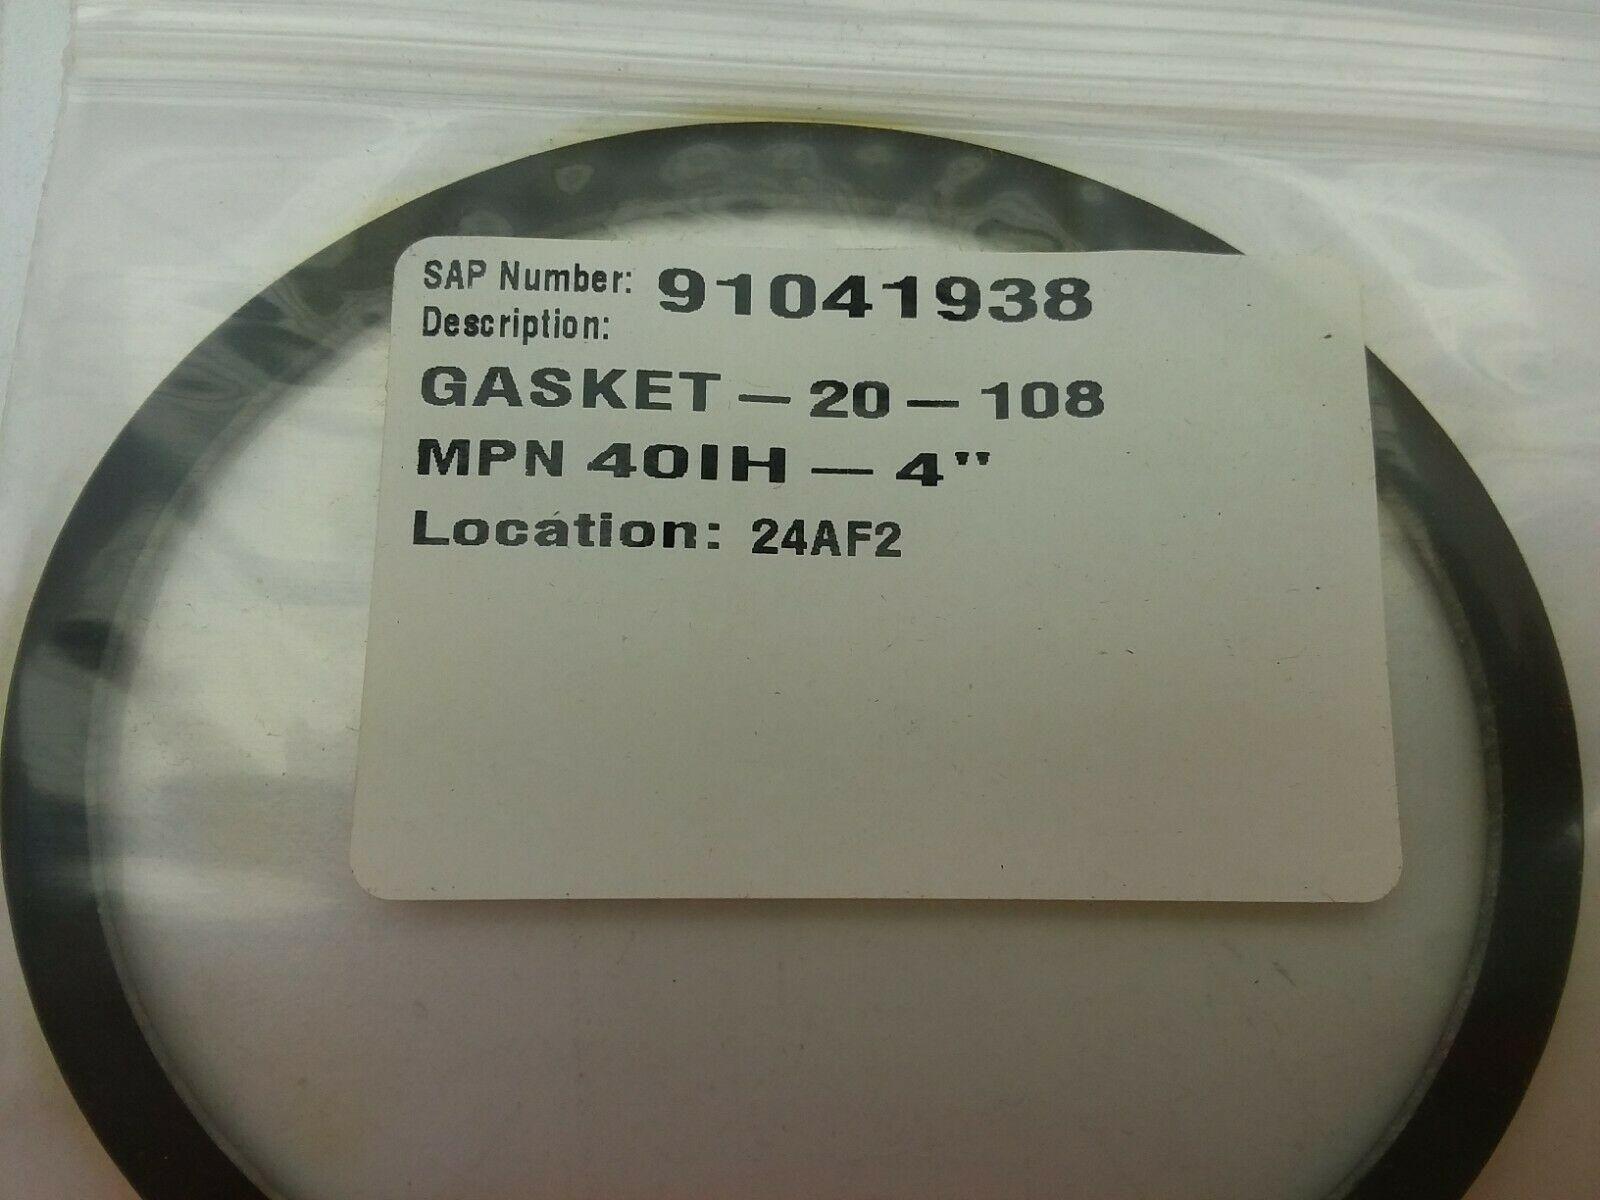 SAP Number: 91041938
Description:
GASKET - 20 - 108
MPN 40IH - 4"
Location: 24AF2